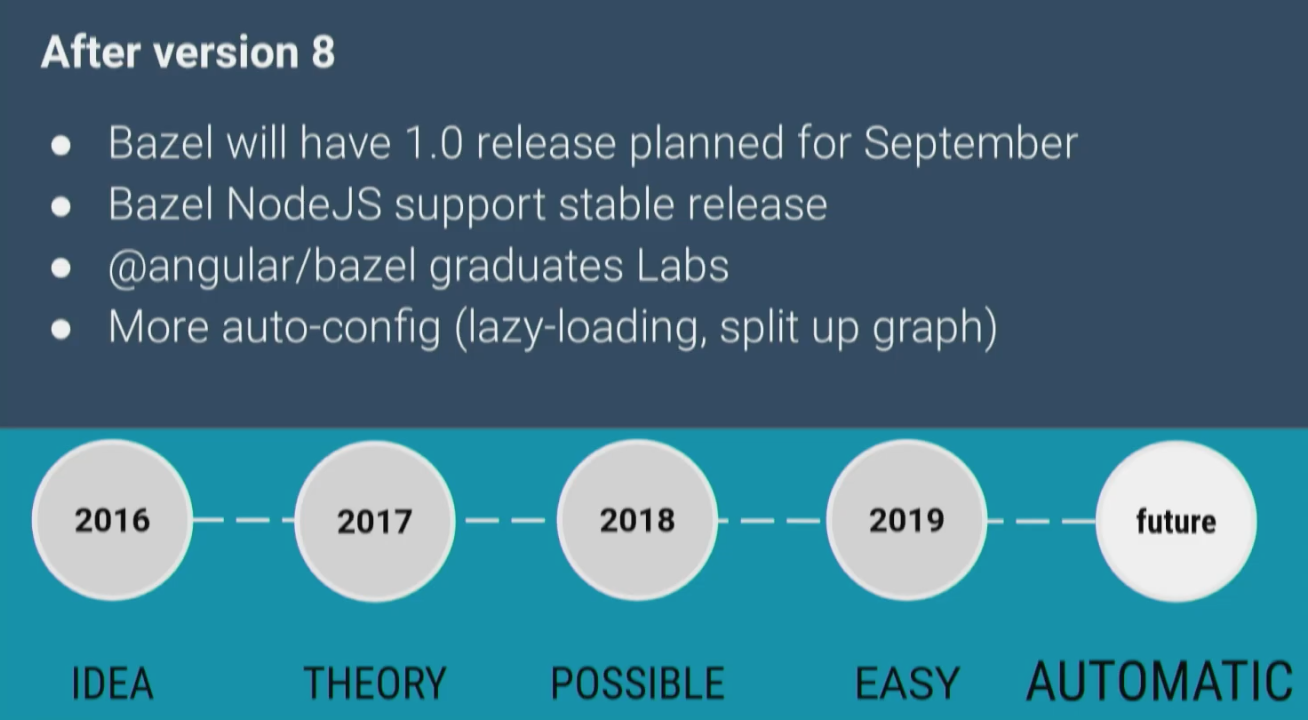 After version 8
● Bazel will have 1.0 release planned for September
● Bazel NodeJS support stable release
● @angular/bazel graduates Labs
● More auto-config (lazy-loading, split up graph)
2016 2017 2018 2019 future
IDEA THEORY POSSIBLE EASY AUTOMATIC